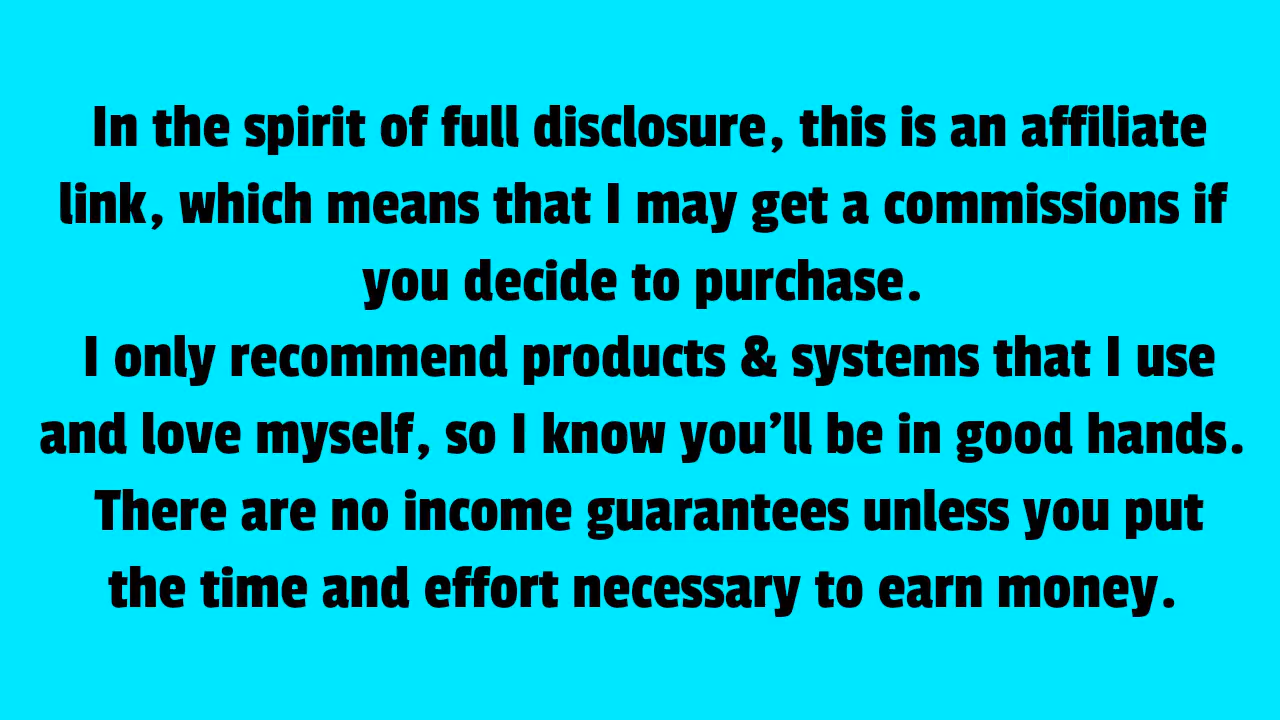 In the spirit of full disclosure, this is an affiliate
link, which means that I may get a commissions if
you decide to purchase.
I only recommend products & systems that I use
and love myself, so I know you’ll be in good hands.
There are no income guarantees unless you put
the time and effort necessary to earn money.